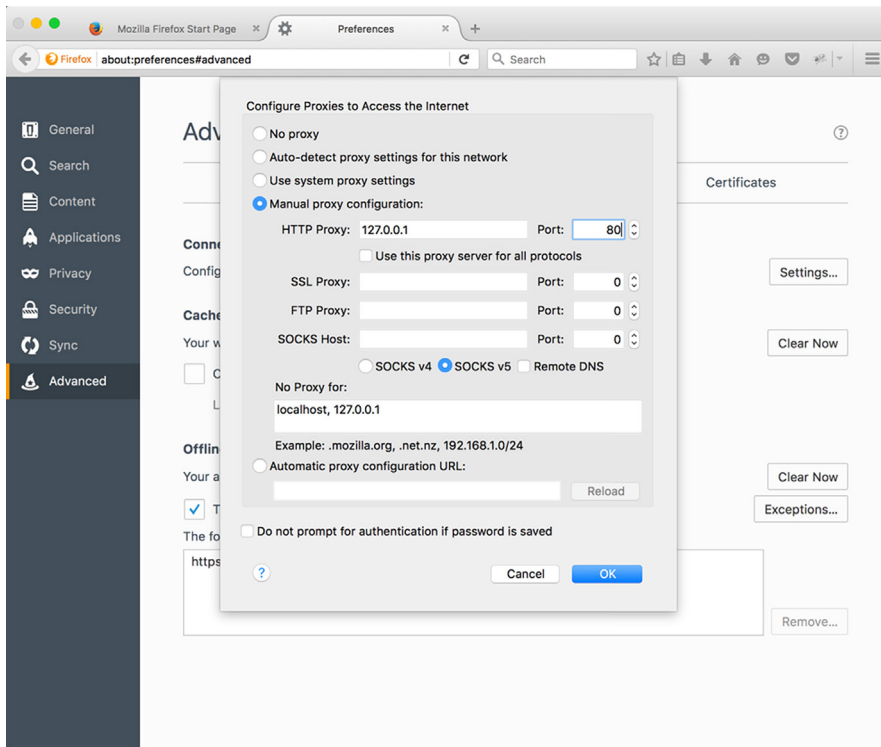 Mozilla Firefox Start Page
Preferences
Firefox about:preferences#advanced
Search
General
Search
Content
Applications
Privacy
Security
Sync
Advanced
Adv
Certificates
Conne
Config
Settings...
Cache
Your w
Clear Now
C
L
Offlin
Your a
Clear Now
T
Exceptions...
The fo
https
Remove...
Configure Proxies to Access the Internet
No proxy
Auto-detect proxy settings for this network
Use system proxy settings
Manual proxy configuration:
HTTP Proxy: 127.0.0.1 Port: 80
Use this proxy server for all protocols
SSL Proxy: Port: 0
FTP Proxy: Port: 0
SOCKS Host: Port: 0
SOCKS v4 SOCKS v5 Remote DNS
No Proxy for:
localhost, 127.0.0.1
Example: .mozilla.org, .net.nz, 192.168.1.0/24
Automatic proxy configuration URL:
Reload
Do not prompt for authentication if password is saved
? Cancel OK